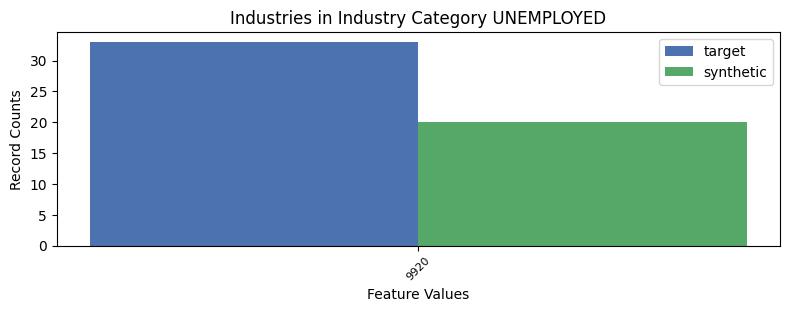 Industries in Industry Category UNEMPLOYED
target
synthetic
Record Counts
30
25
20
15
10
5
0
9920
Feature Values